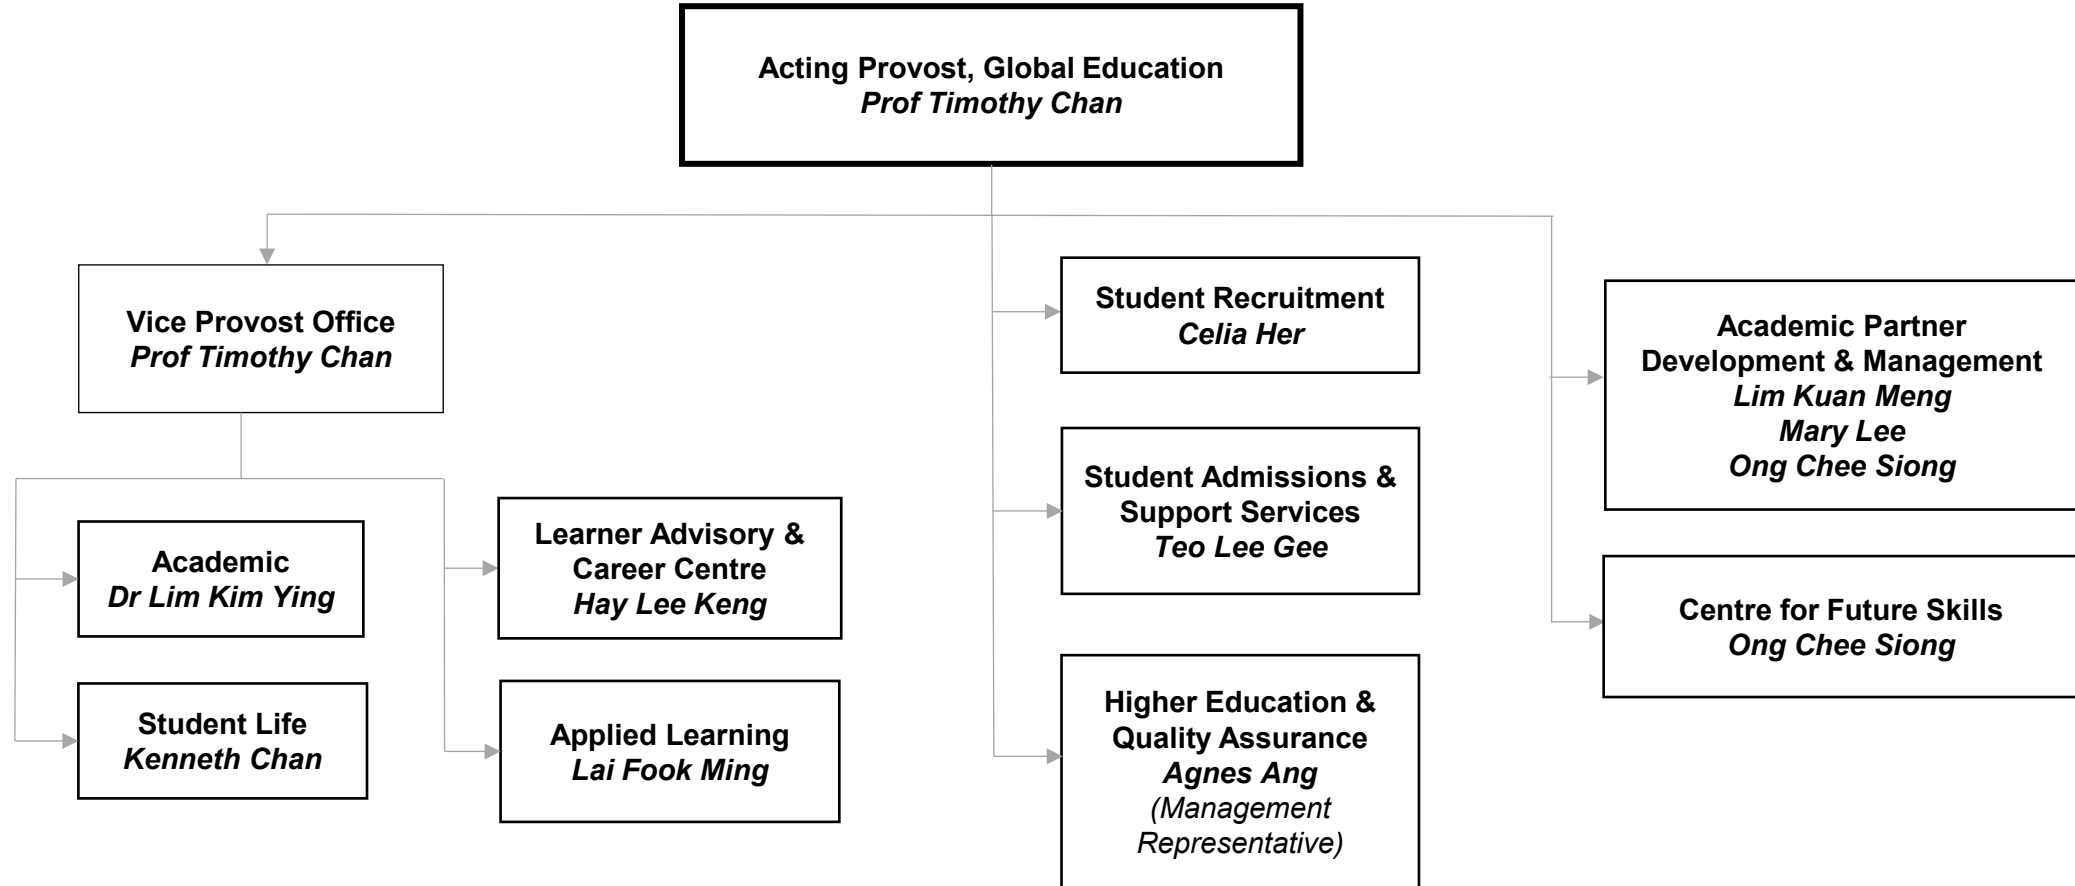 Acting Provost, Global Education
Prof Timothy Chan
Vice Provost Office
Prof Timothy Chan
Academic
Dr Lim Kim Ying
Student Life
Kenneth Chan
Learner Advisory &
Career Centre
Hay Lee Keng
Applied Learning
Lai Fook Ming
Student Recruitment
Celia Her
Student Admissions &
Support Services
Teo Lee Gee
Higher Education &
Quality Assurance
Agnes Ang
(Management
Representative)
Academic Partner
Development & Management
Lim Kuan Meng
Mary Lee
Ong Chee Siong
Centre for Future Skills
Ong Chee Siong